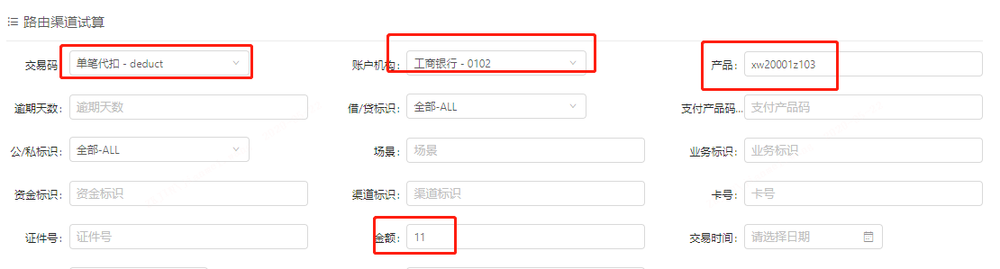 路由渠道试算
交易码: 单笔代扣 - deduct 账户机构: 工商银行 - 0102 产品: xw20001z103
逾期天数: 逾期天数 借/贷标识: 全部-ALL 支付产品码... 支付产品码
公/私标识: 全部-ALL 场景: 场景 业务标识: 业务标识
资金标识: 资金标识 渠道标识: 渠道标识 卡号: 卡号
证件号: 证件号 金额: 11 交易时间: 请选择日期